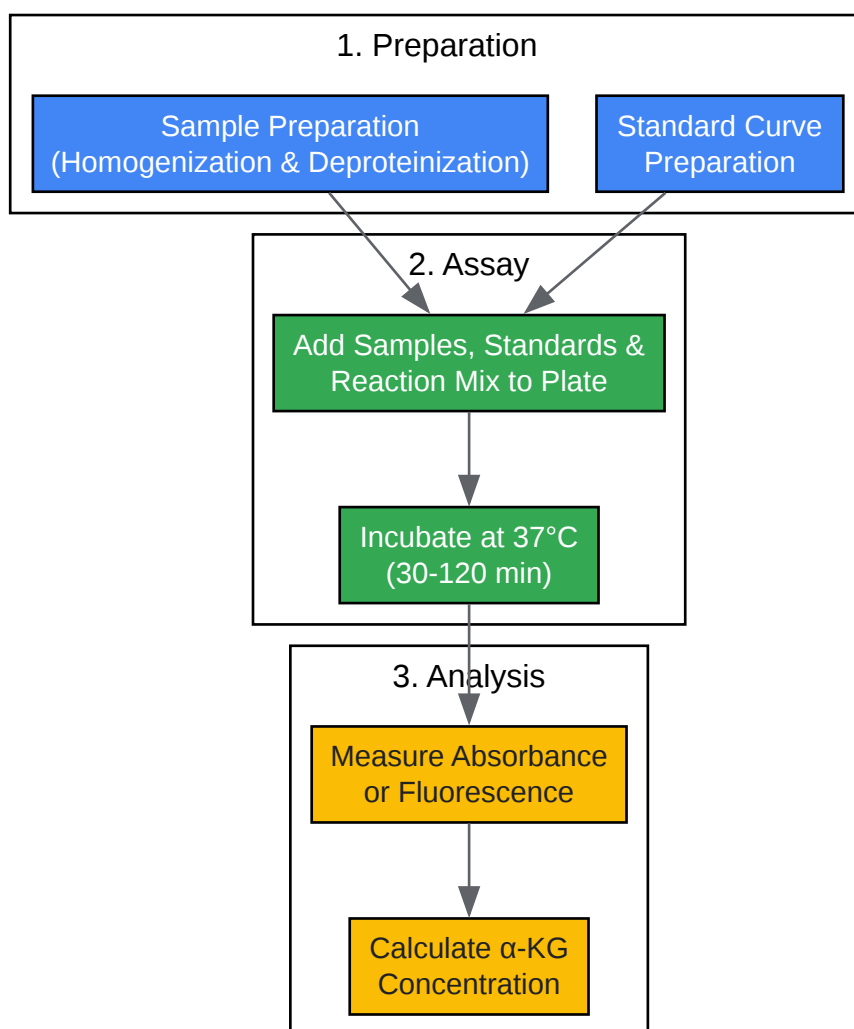 1. Preparation
Sample Preparation
(Homogenization & Deproteinization)
Standard Curve
Preparation
2. Assay
Add Samples, Standards &
Reaction Mix to Plate
Incubate at 37°C
(30-120 min)
3. Analysis
Measure Absorbance
or Fluorescence
Calculate α-KG
Concentration